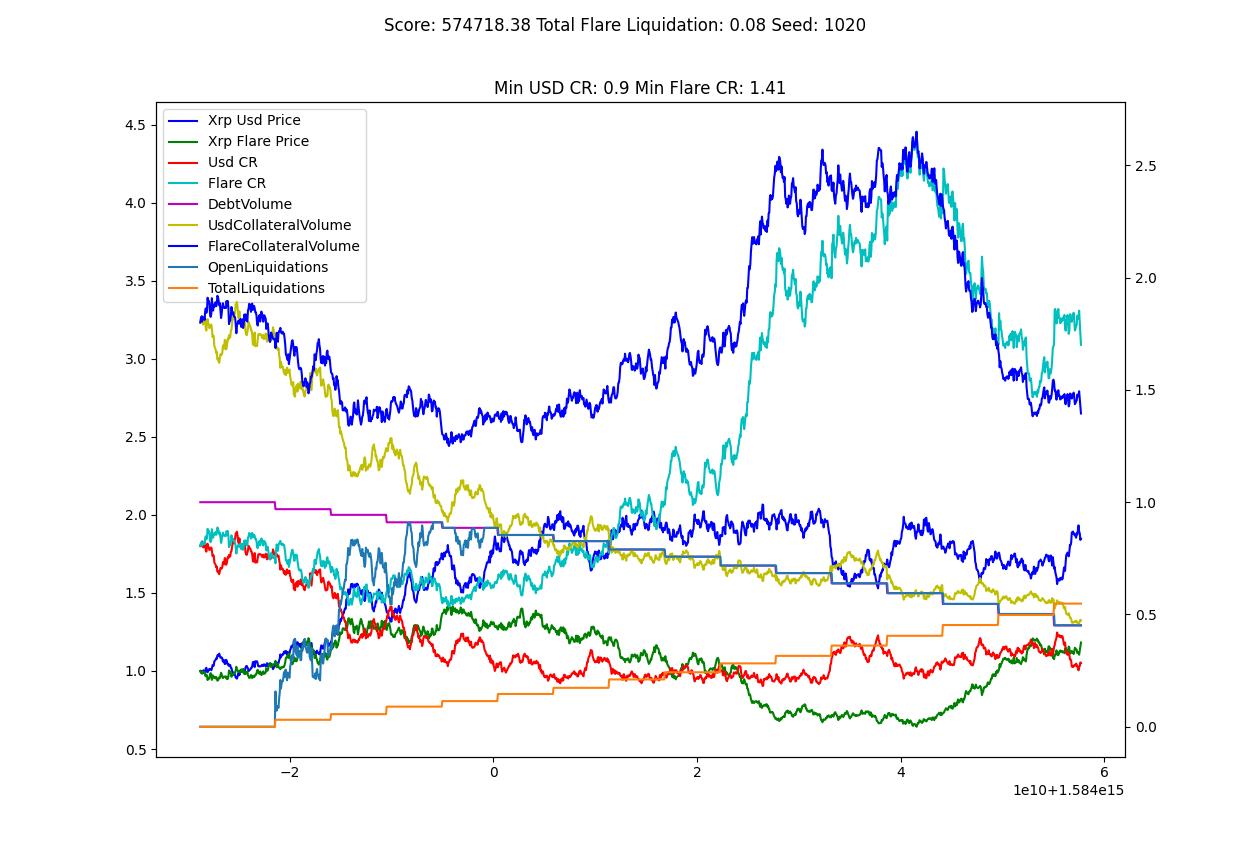 Score: 574718.38 Total Flare Liquidation: 0.08 Seed: 1020
Min USD CR: 0.9 Min Flare CR: 1.41
Xrp Usd Price
Xrp Flare Price
Usd CR
Flare CR
DebtVolume
UsdCollateralVolume
FlareCollateralVolume
OpenLiquidations
TotalLiquidations
4.5
4.0
3.5
3.0
2.5
2.0
1.5
1.0
0.5
2.5
2.0
1.5
1.0
0.5
0.0
−2
0
2
4
6
1e10+1.584e15